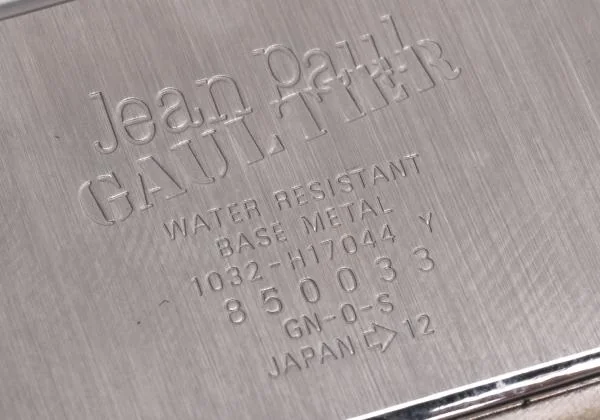 Jean Paul
GAULTIER
WATER RESISTANT
BASE METAL
1032-H17044 Y
850033
GN-0-S
JAPAN ⇨ 12